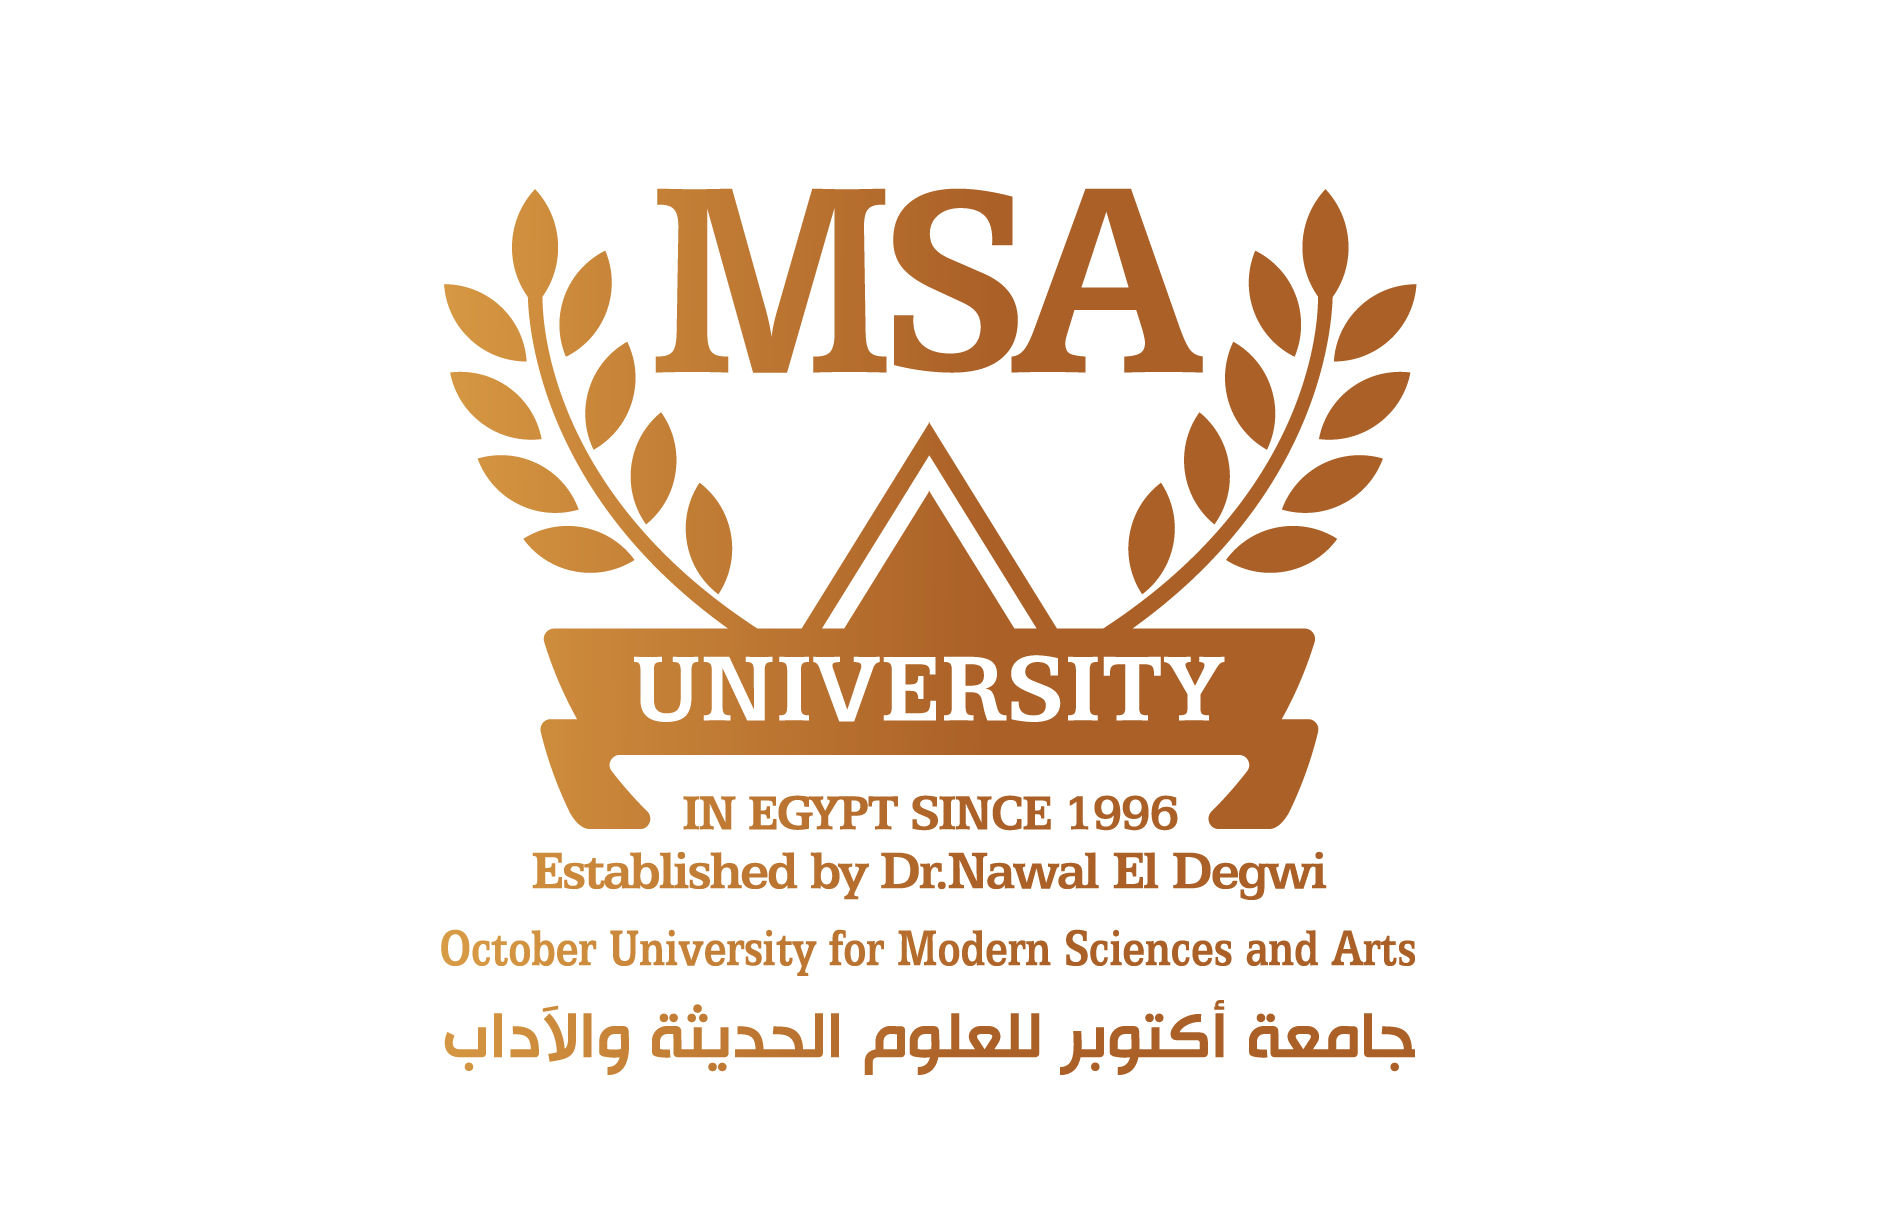 MSA
UNIVERSITY
IN EGYPT SINCE 1996
Established by Dr.Nawal El Degwi
October University for Modern Sciences and Arts
جامعة أكتوبر للعلوم الحديثة والآداب